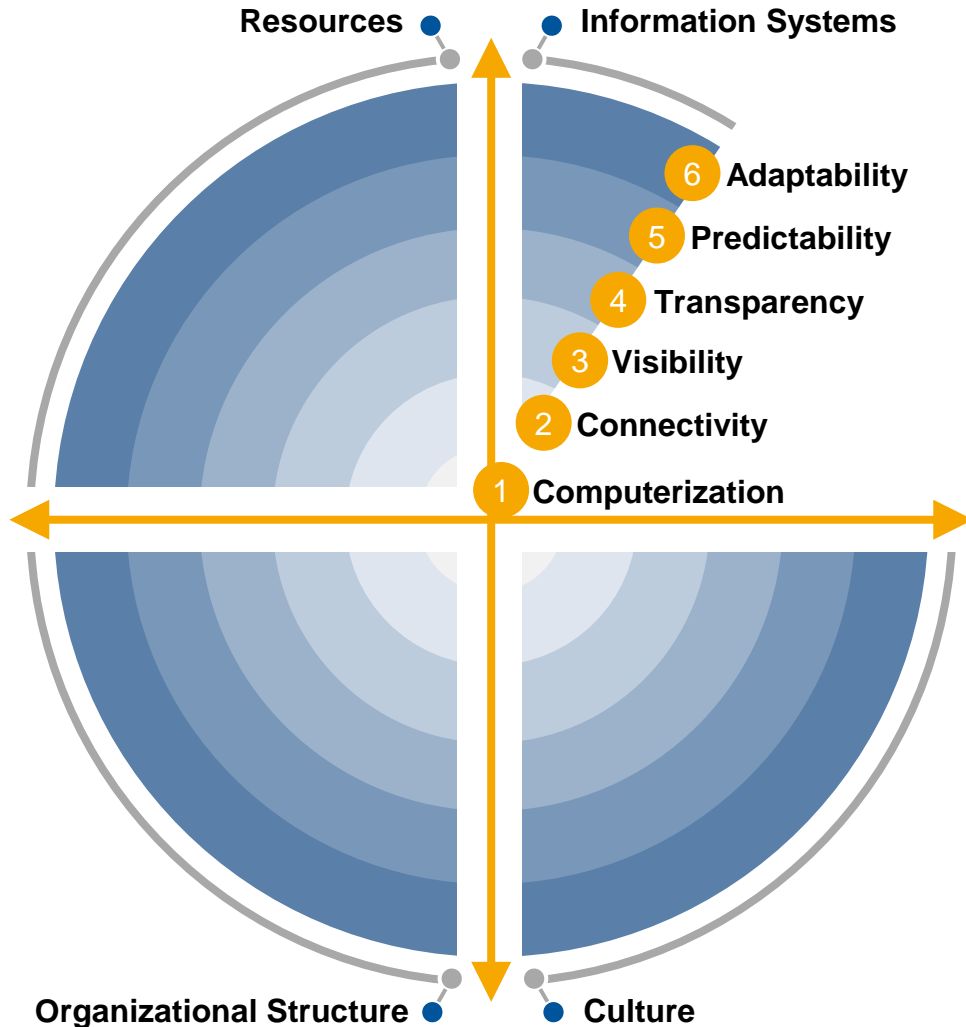 Resources
Information Systems
6 Adaptability
5 Predictability
4 Transparency
3 Visibility
2 Connectivity
1 Computerization
Organizational Structure
Culture